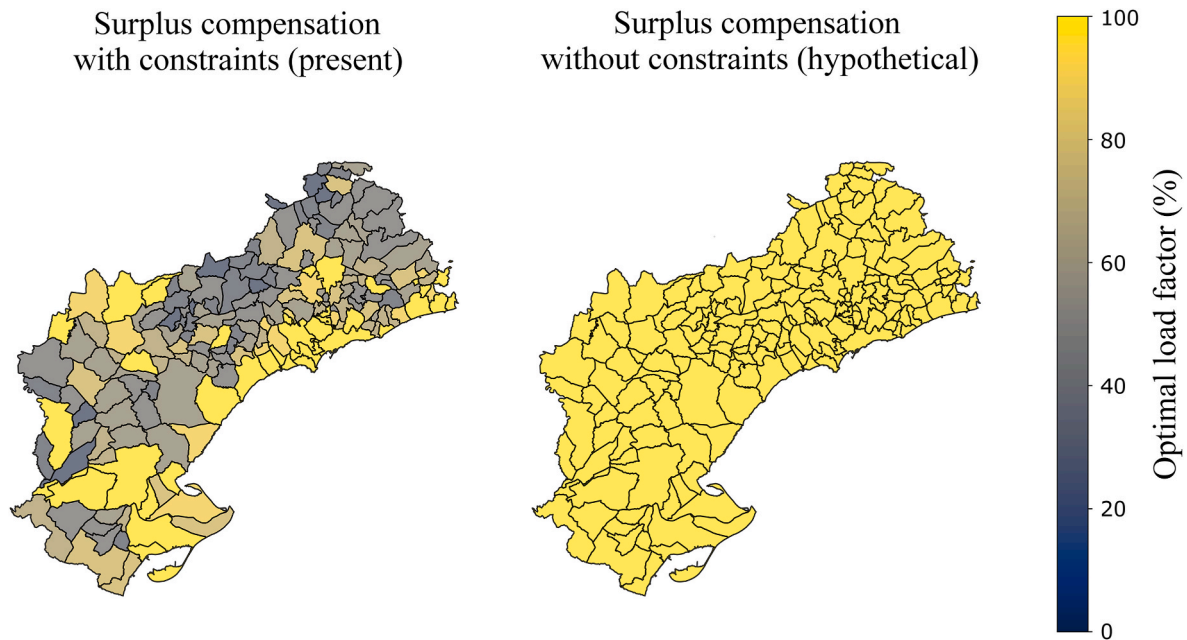 Surplus compensation
with constraints (present)
Surplus compensation
without constraints (hypothetical)
100
80
60
40
20
0
Optimal load factor (%)